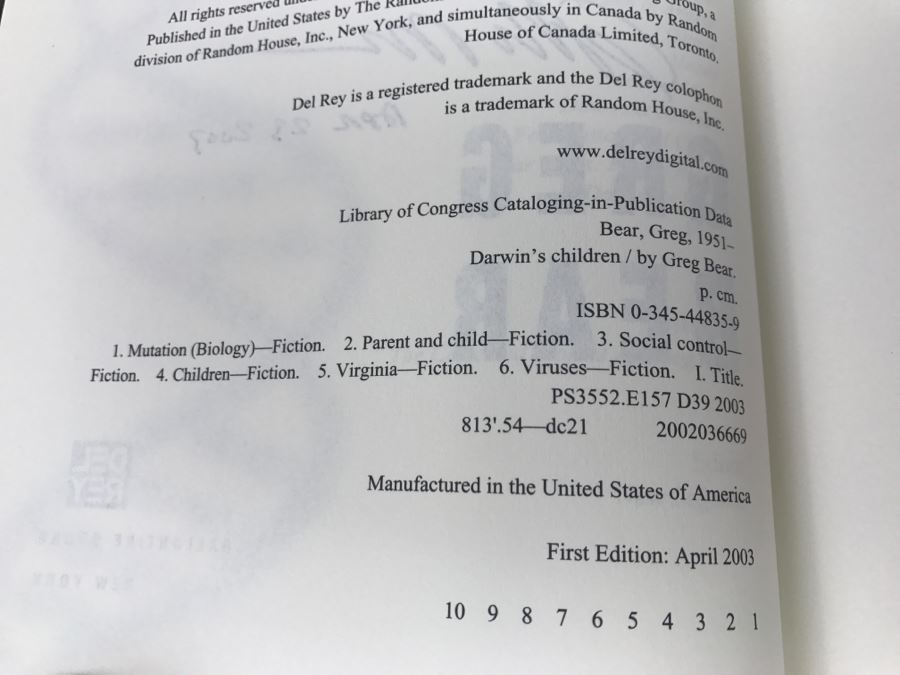 All rights reserved
Group, a
Published in the United States by The
division of Random House, Inc., New York, and simultaneously in Canada by Random
House of Canada Limited, Toronto.
Del Rey is a registered trademark and the Del Rey colophon
is a trademark of Random House, Inc.
www.delreydigital.com
Library of Congress Cataloging-in-Publication Data
Bear, Greg, 1951–
Darwin's children / by Greg Bear.
p. cm.
ISBN 0-345-44835-9
1. Mutation (Biology)—Fiction. 2. Parent and child—Fiction. 3. Social control—
Fiction. 4. Children—Fiction. 5. Virginia—Fiction. 6. Viruses—Fiction. I. Title.
PS3552.E157 D39 2003
813'.54—dc21 2002036669
Manufactured in the United States of America
First Edition: April 2003
10 9 8 7 6 5 4 3 2 1